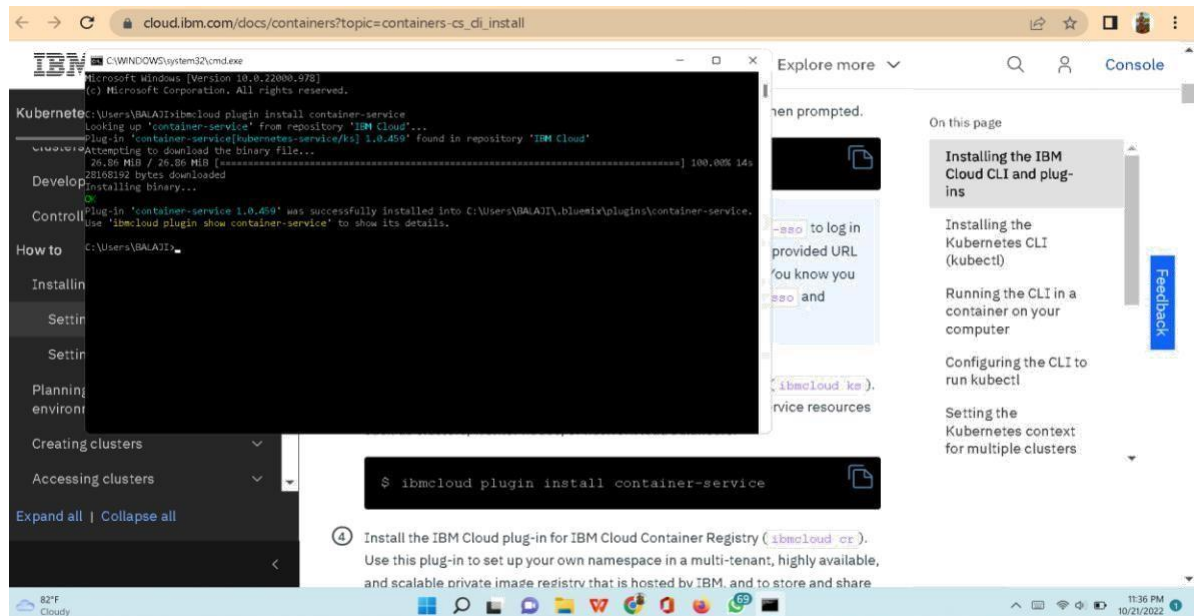 cloud.ibm.com/docs/containers?topic=containers-cs_di_install
IBM
C:\WINDOWS\system32\cmd.exe
Explore more
Console
Microsoft Windows [Version 10.0.22000.978]
(c) Microsoft Corporation. All rights reserved.
C:\Users\BALAJI>ibmcloud plugin install container-service
Looking up 'container-service' from repository 'IBM Cloud'...
Plug-in 'container-service[kubernetes-service/ks] 1.0.459' found in repository 'IBM Cloud'
Attempting to download the binary file...
26.86 MiB / 26.86 MiB [==========================================================] 100.00% 14s
28168192 bytes downloaded
Installing binary...
OK
Plug-in 'container-service 1.0.459' was successfully installed into C:\Users\BALAJI\.bluemix\plugins\container-service.
Use 'ibmcloud plugin show container-service' to show its details.
C:\Users\BALAJI>
Kubernete
clusters
Develop
Controll
How to
Installin
Settin
Settin
Planning
environ
Creating clusters
Accessing clusters
Expand all | Collapse all
hen prompted.
-sso to log in
provided URL
You know you
sso and
(ibmcloud ks).
rvice resources
$ ibmcloud plugin install container-service
4 Install the IBM Cloud plug-in for IBM Cloud Container Registry (ibmcloud cr).
Use this plug-in to set up your own namespace in a multi-tenant, highly available,
and scalable private image registry that is hosted by IBM, and to store and share
On this page
Installing the IBM
Cloud CLI and plug-
ins
Installing the
Kubernetes CLI
(kubectl)
Running the CLI in a
container on your
computer
Configuring the CLI to
run kubectl
Setting the
Kubernetes context
for multiple clusters
Feedback
82°F
Cloudy
69
11:36 PM
10/21/2022